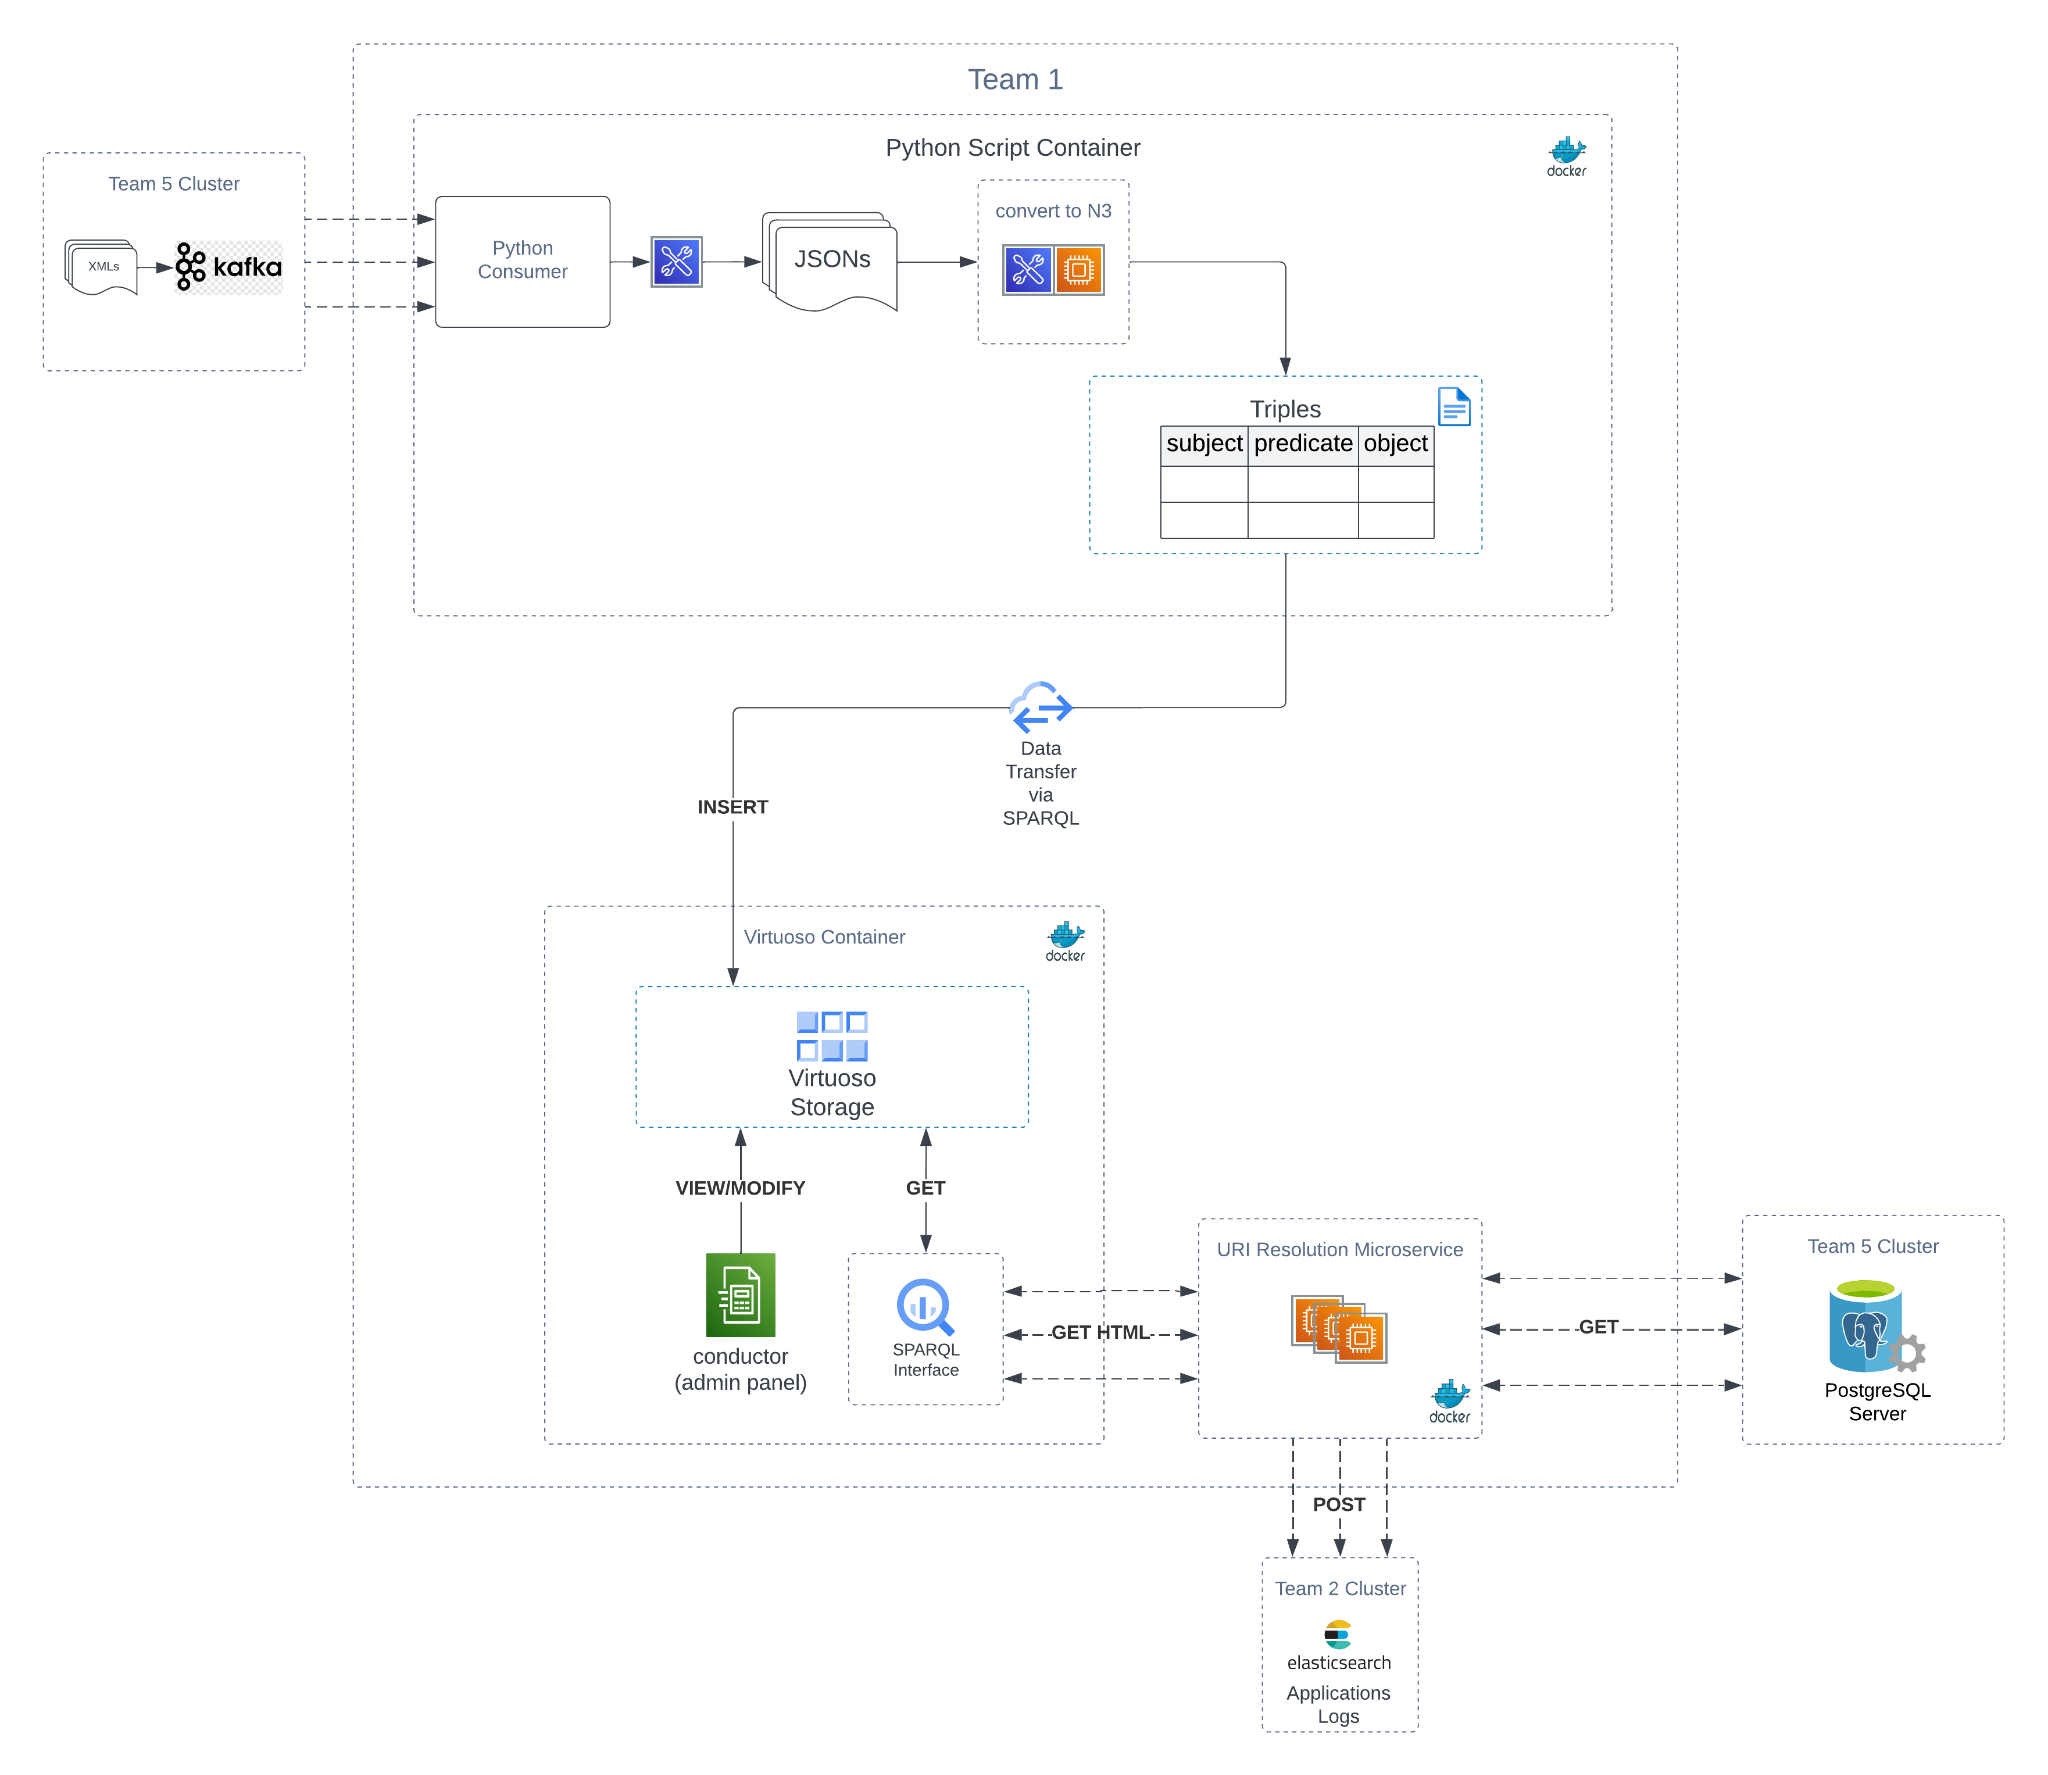 Team 1
Python Script Container
docker
Team 5 Cluster
XMLs
kafka
Python
Consumer
JSONs
convert to N3
Triples
subject predicate object
Data
Transfer
via
SPARQL
INSERT
Virtuoso Container
docker
Virtuoso
Storage
VIEW/MODIFY
GET
conductor
(admin panel)
SPARQL
Interface
GET HTML
URI Resolution Microservice
docker
GET
Team 5 Cluster
PostgreSQL
Server
POST
Team 2 Cluster
elasticsearch
Applications
Logs